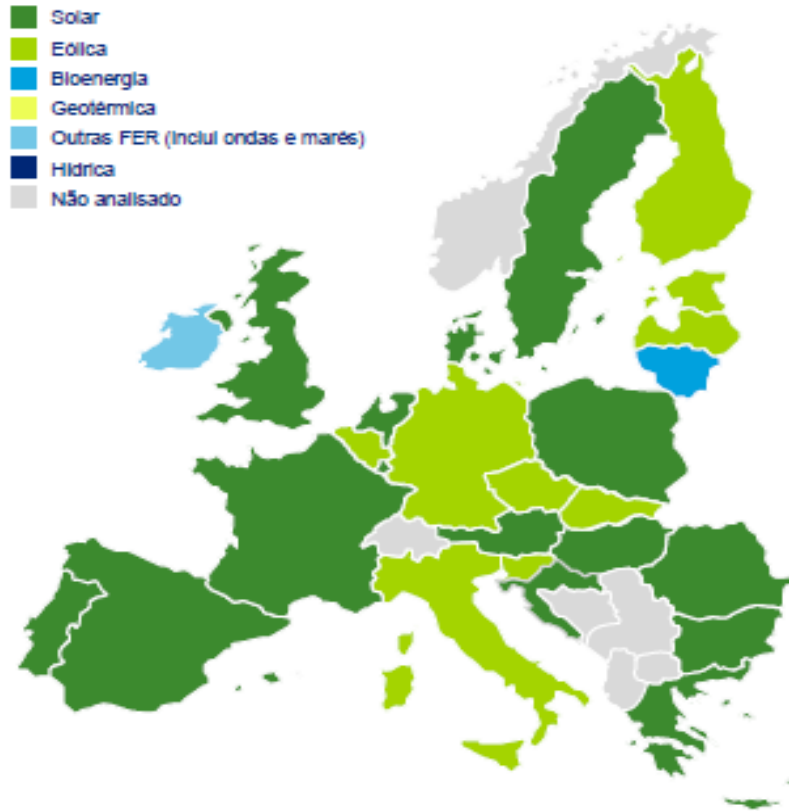 Solar
Eólica
Bioenergia
Geotérmica
Outras FER (inclui ondas e marés)
Hídrica
Não analisado